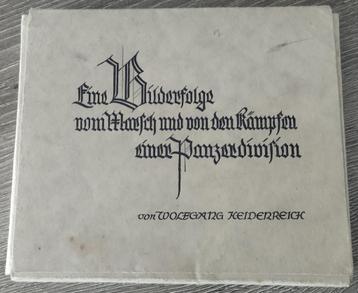 Eine Bilderfolge
vom Marsch und von den Kämpfen
einer Panzerdivision
von WOLFGANG HEIDENREICH